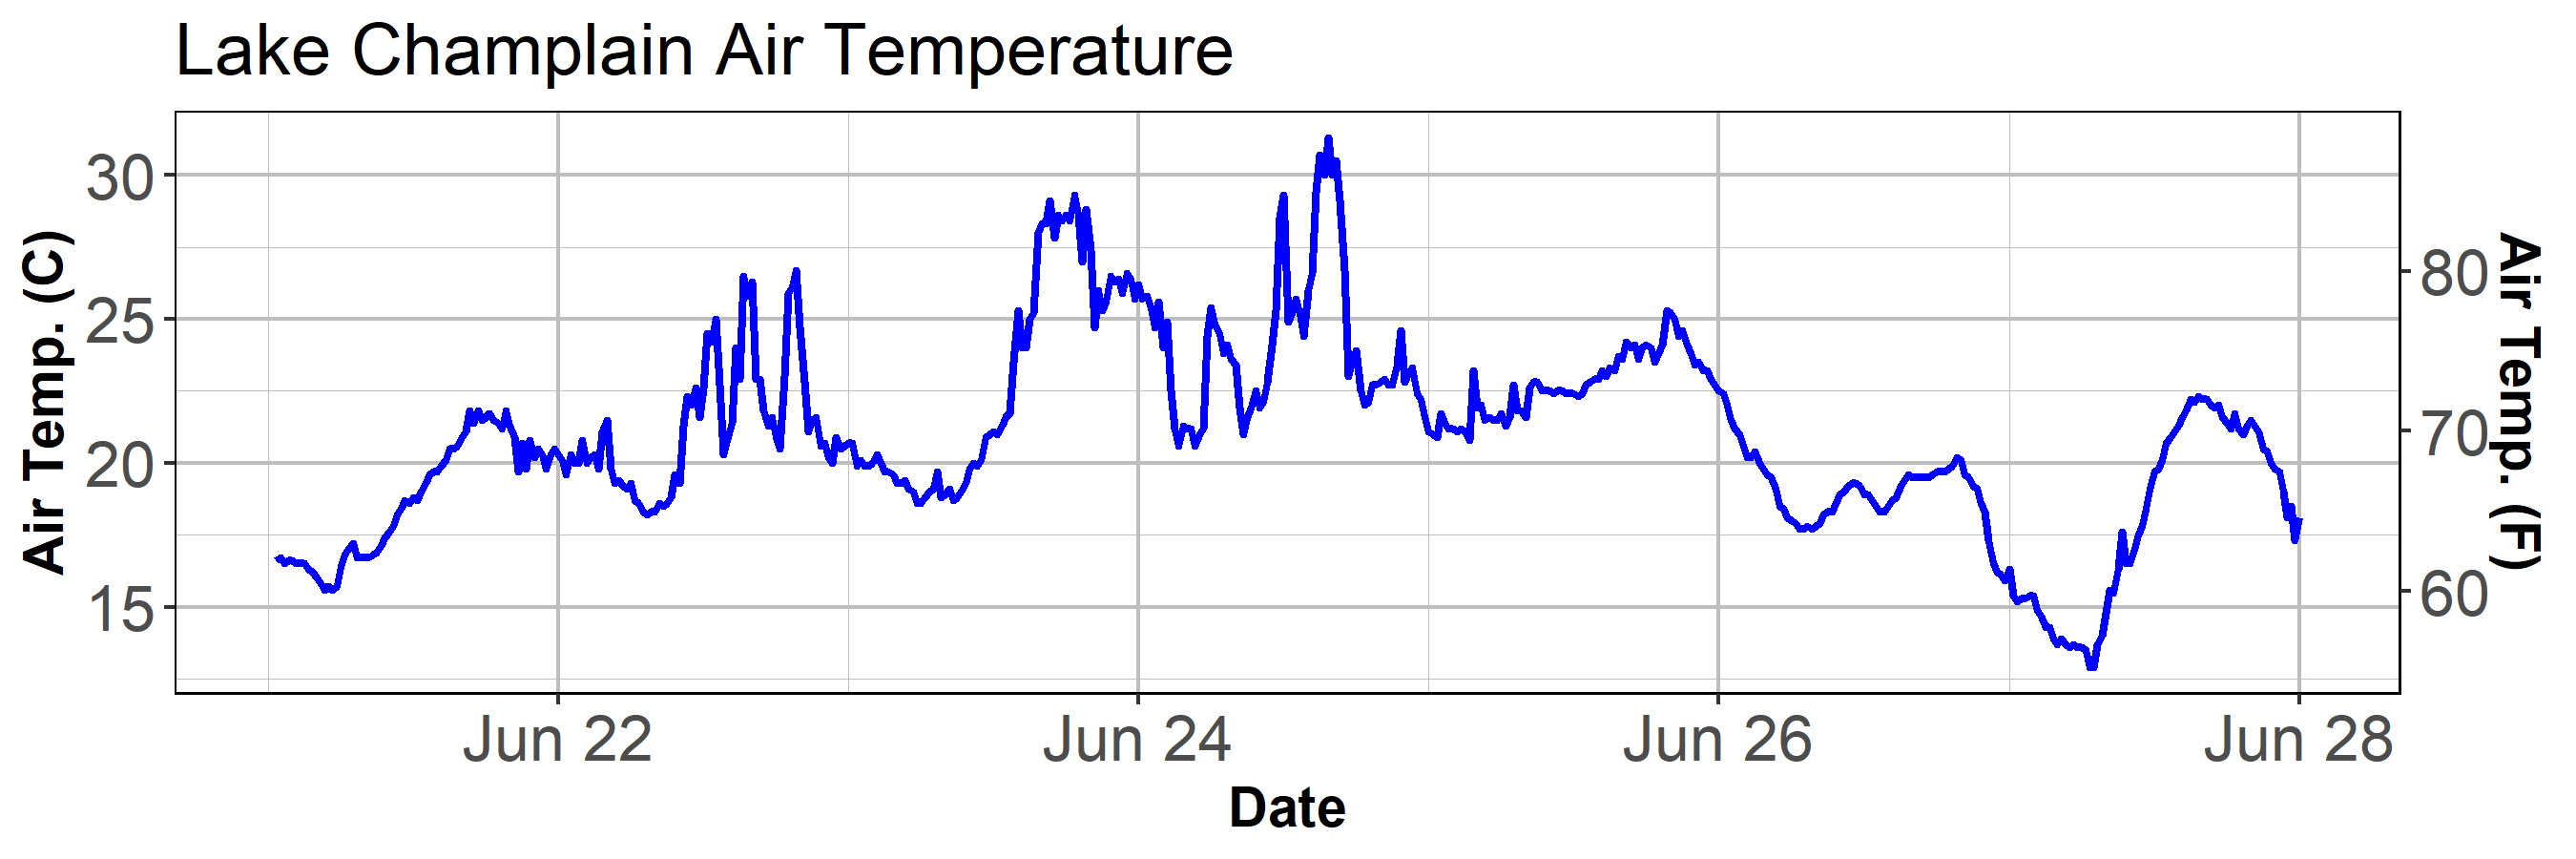 Lake Champlain Air Temperature
Air Temp. (C)
30
25
20
15
80
70
60
Air Temp. (F)
Jun 22
Jun 24
Jun 26
Jun 28
Date